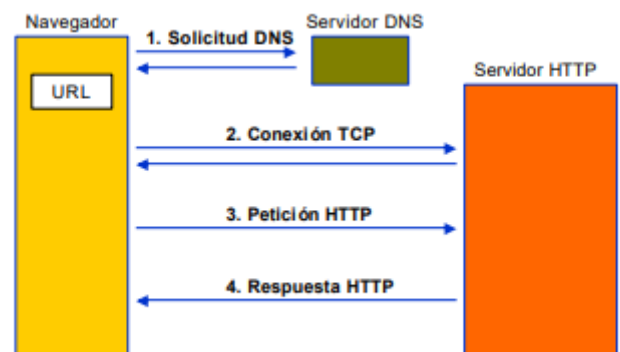 Navegador
Servidor DNS
1. Solicitud DNS
Servidor HTTP
URL
2. Conexión TCP
3. Petición HTTP
4. Respuesta HTTP